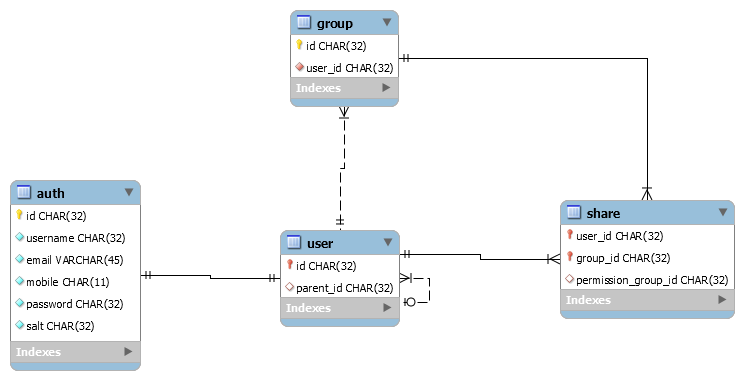 group
id CHAR(32)
user_id CHAR(32)
Indexes
auth
id CHAR(32)
username CHAR(32)
email VARCHAR(45)
mobile CHAR(11)
password CHAR(32)
salt CHAR(32)
Indexes
user
id CHAR(32)
parent_id CHAR(32)
Indexes
share
user_id CHAR(32)
group_id CHAR(32)
permission_group_id CHAR(32)
Indexes